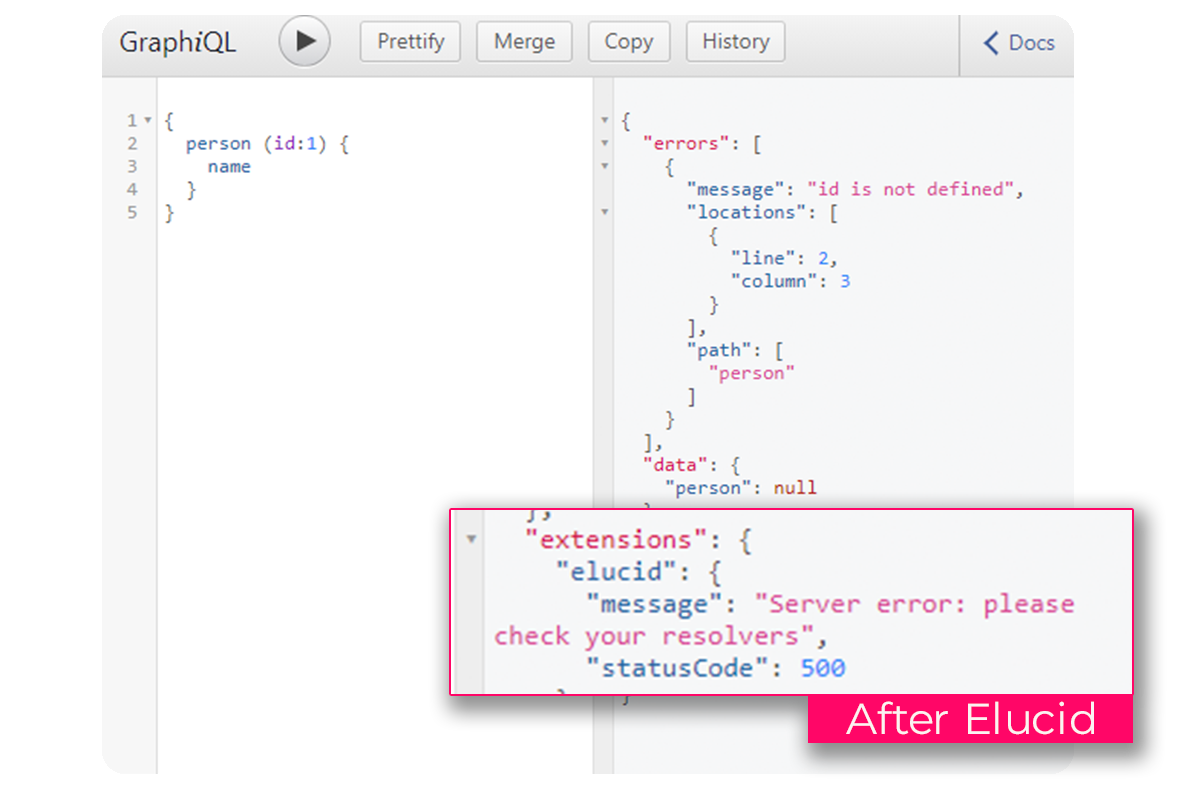 GraphiQL Prettify Merge Copy History Docs
1 {
2 person (id:1) {
3 name
4 }
5 }
{
"errors": [
{
"message": "id is not defined",
"locations": [
{
"line": 2,
"column": 3
}
],
"path": [
"person"
]
}
],
"data": {
"person": null
},
"extensions": {
"elucid": {
"message": "Server error: please
check your resolvers",
"statusCode": 500
}
}
After Elucid